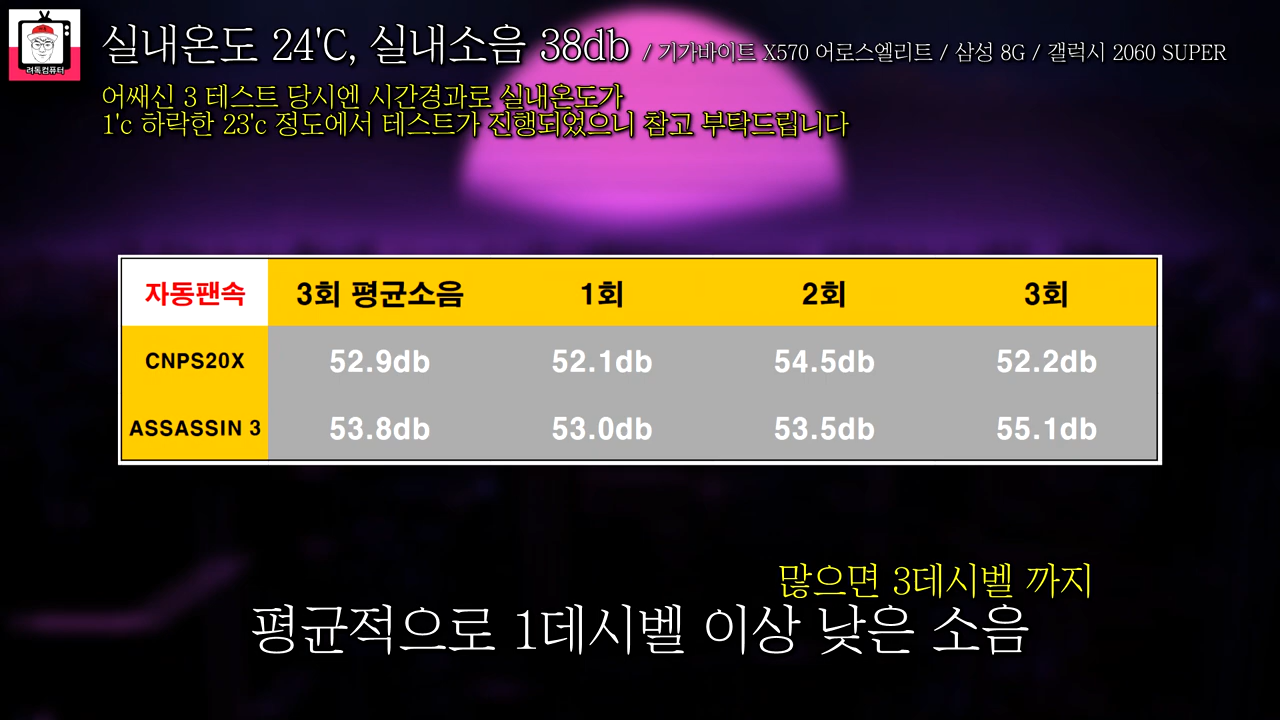 려독컴퓨터
실내온도 24'C, 실내소음 38db / 기가바이트 X570 어로스엘리트 / 삼성 8G / 갤럭시 2060 SUPER
어쌔신 3 테스트 당시엔 시간경과로 실내온도가
1'c 하락한 23'c 정도에서 테스트가 진행되었으니 참고 부탁드립니다
자동팬속 3회 평균소음 1회 2회 3회
CNPS20X 52.9db 52.1db 54.5db 52.2db
ASSASSIN 3 53.8db 53.0db 53.5db 55.1db
많으면 3데시벨 까지
평균적으로 1데시벨 이상 낮은 소음